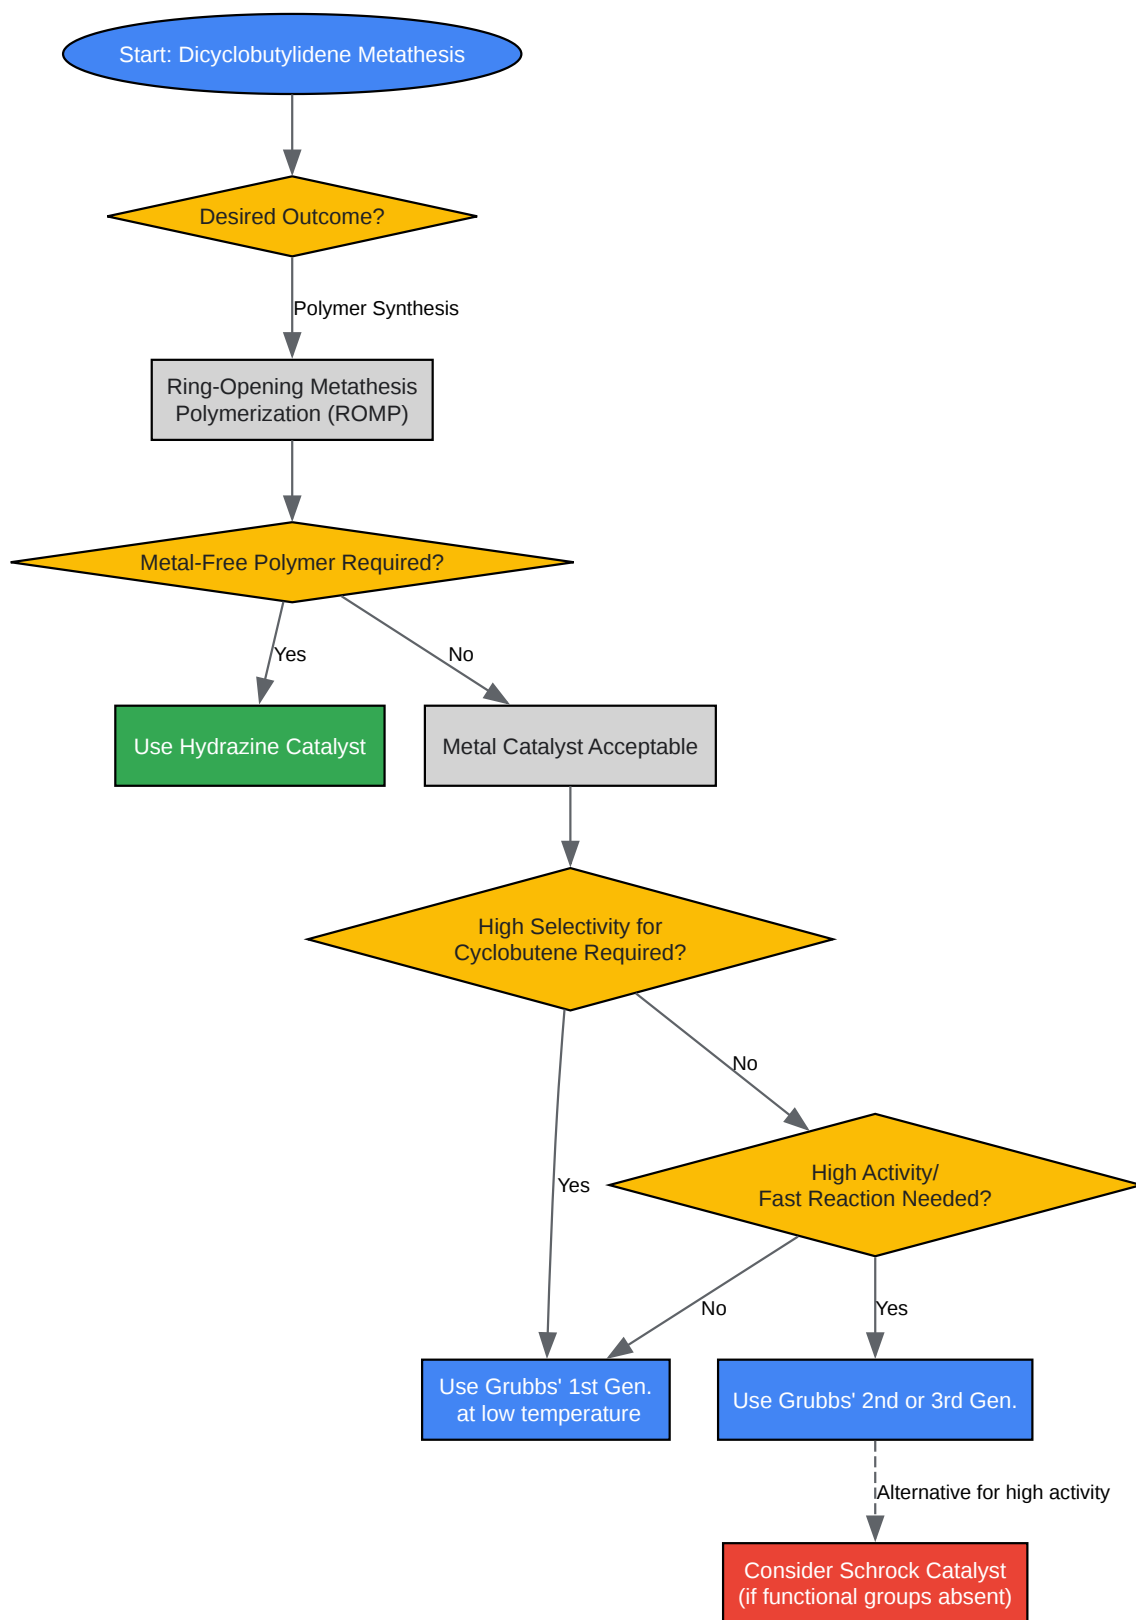 Start: Dicyclobutylidene Metathesis
Desired Outcome?
Polymer Synthesis
Ring-Opening Metathesis
Polymerization (ROMP)
Metal-Free Polymer Required?
Yes
No
Use Hydrazine Catalyst
Metal Catalyst Acceptable
High Selectivity for
Cyclobutene Required?
No
Yes
High Activity/
Fast Reaction Needed?
No
Yes
Use Grubbs' 1st Gen.
at low temperature
Use Grubbs' 2nd or 3rd Gen.
Alternative for high activity
Consider Schrock Catalyst
(if functional groups absent)